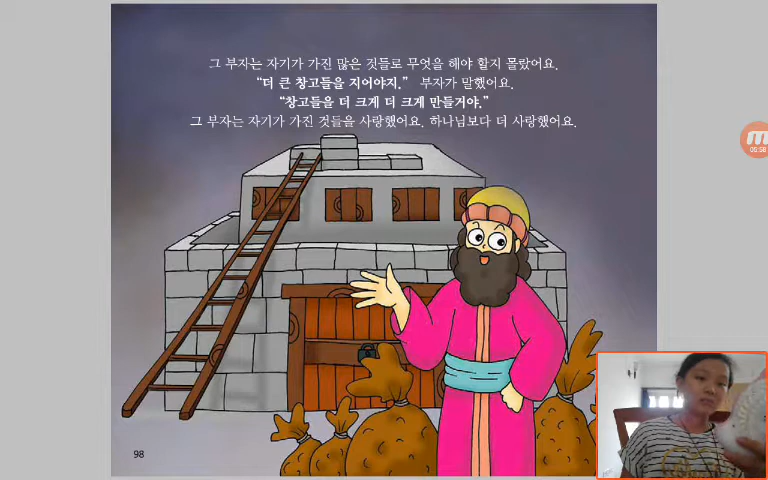 그 부자는 자기가 가진 많은 것들로 무엇을 해야 할지 몰랐어요.
“더 큰 창고들을 지어야지.” 부자가 말했어요.
“창고들을 더 크게 더 크게 만들거야.”
그 부자는 자기가 가진 것들을 사랑했어요. 하나님보다 더 사랑했어요.
05:58
98